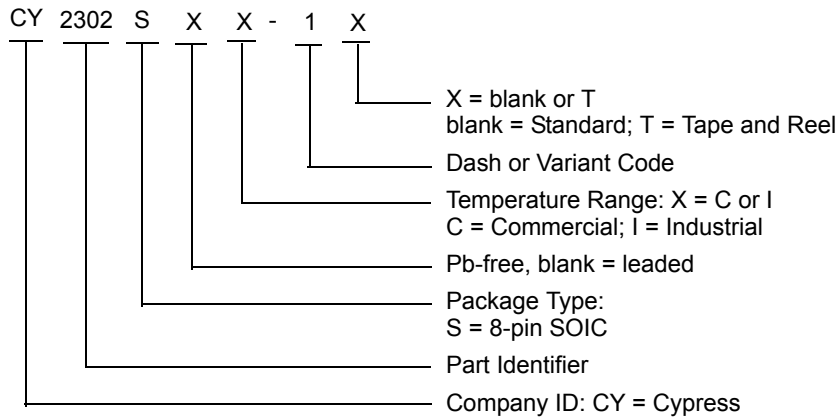 CY 2302 S X X - 1 X
X = blank or T
blank = Standard; T = Tape and Reel
Dash or Variant Code
Temperature Range: X = C or I
C = Commercial; I = Industrial
Pb-free, blank = leaded
Package Type:
S = 8-pin SOIC
Part Identifier
Company ID: CY = Cypress